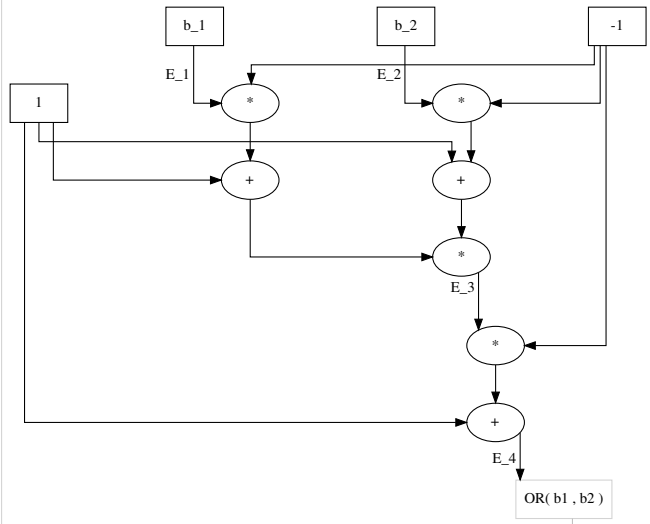 b_1
b_2
-1
E_1
E_2
1
*
*
+
+
*
E_3
*
+
E_4
OR( b1 , b2 )